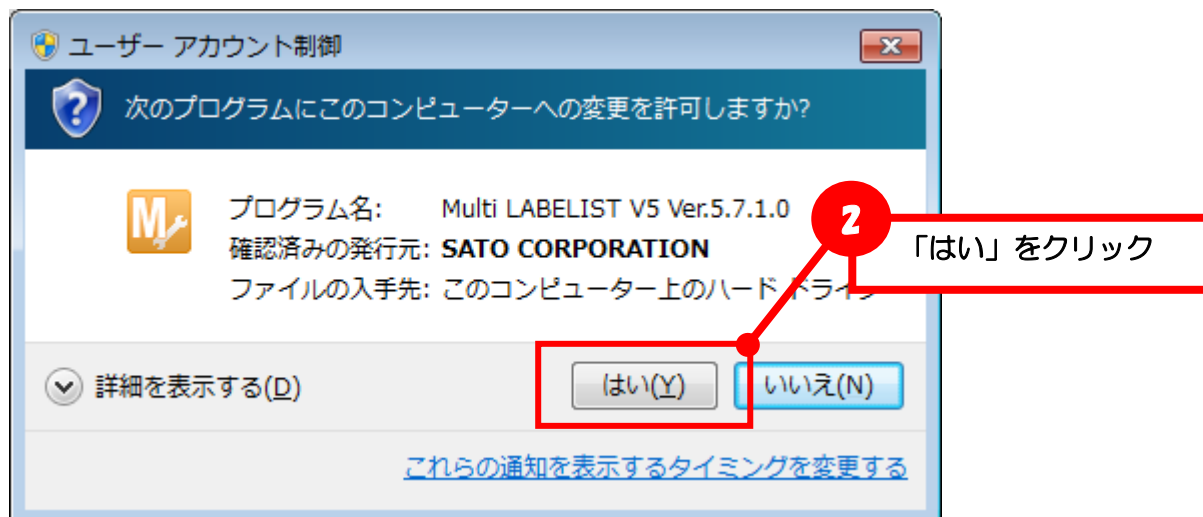 ユーザー アカウント制御
次のプログラムにこのコンピューターへの変更を許可しますか?
プログラム名: Multi LABELIST V5 Ver.5.7.1.0
確認済みの発行元: SATO CORPORATION
ファイルの入手先: このコンピューター上のハード ドライブ
2
「はい」をクリック
詳細を表示する(D)
はい(Y)
いいえ(N)
これらの通知を表示するタイミングを変更する